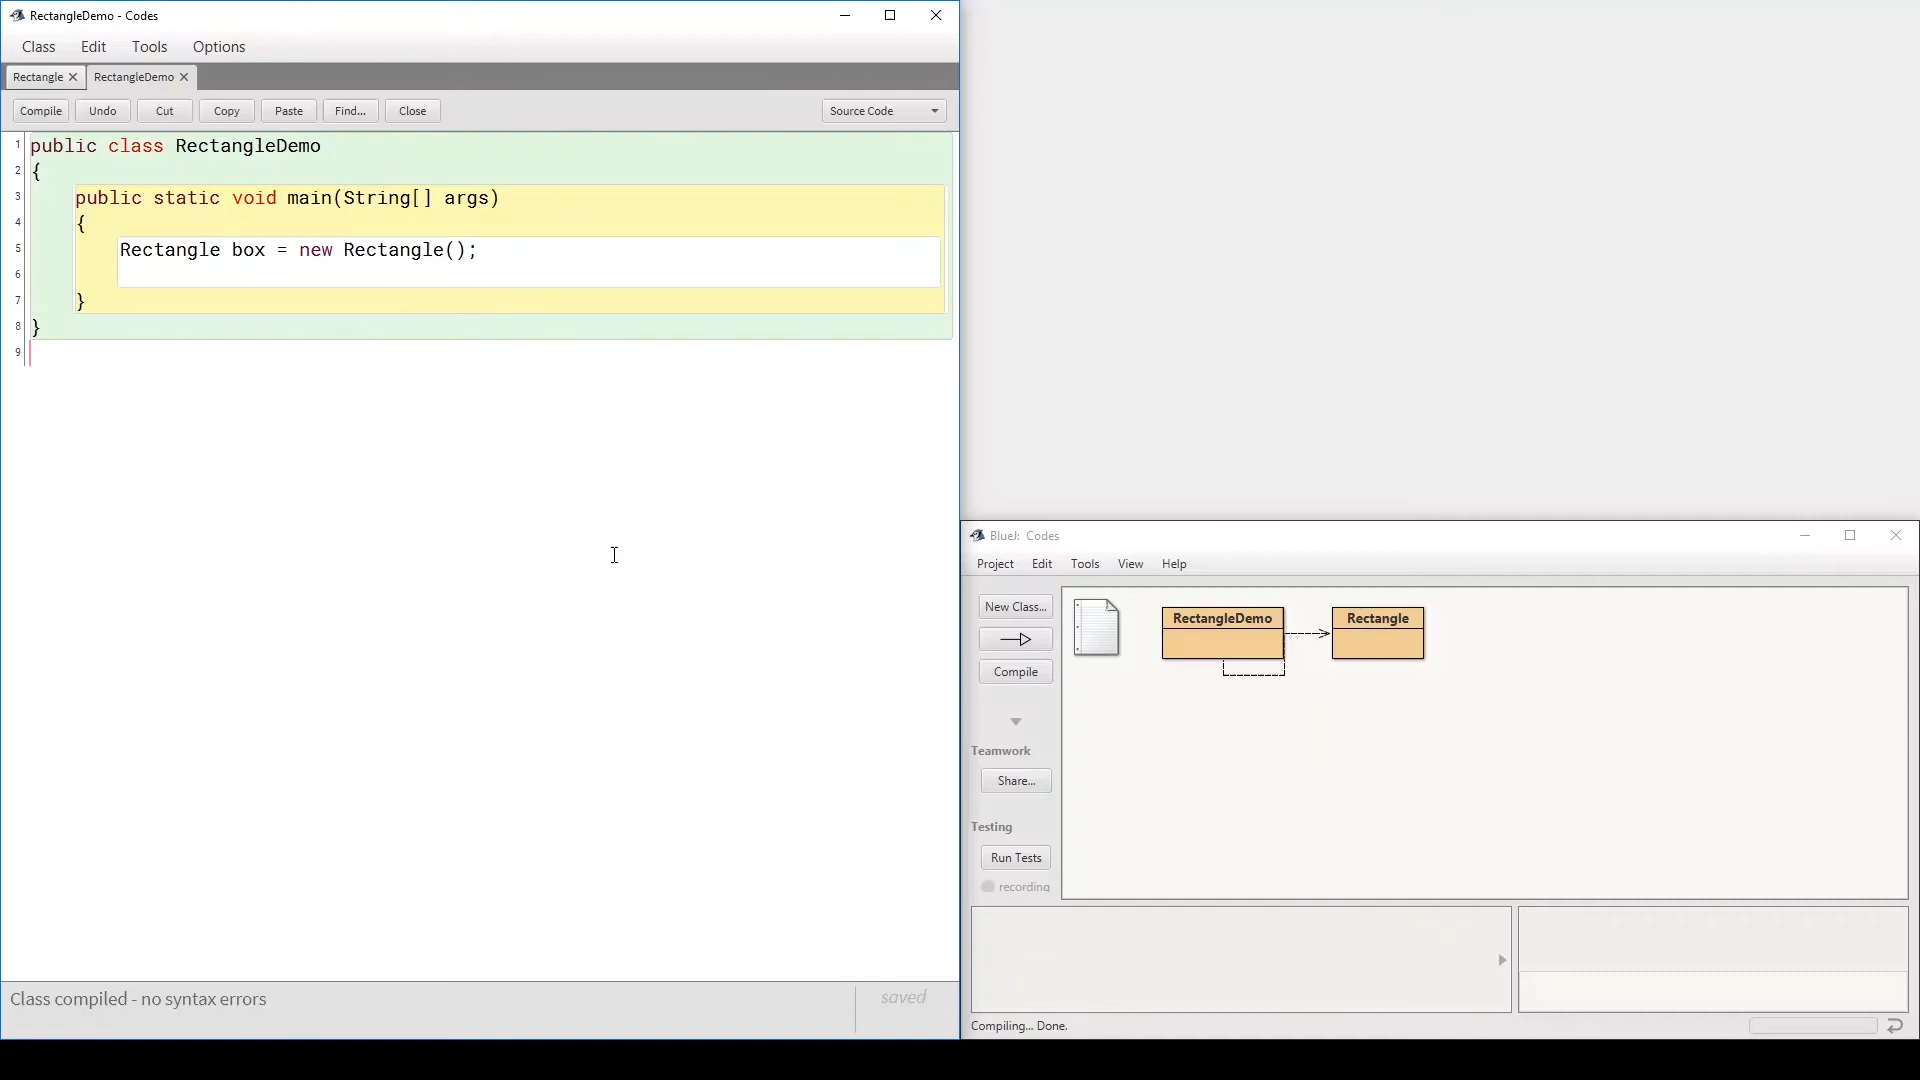 RectangleDemo - Codes
Class Edit Tools Options
Rectangle RectangleDemo
Compile Undo Cut Copy Paste Find... Close Source Code
1 public class RectangleDemo
2 {
3 public static void main(String[] args)
4 {
5 Rectangle box = new Rectangle();
6
7 }
8 }
9
Class compiled - no syntax errors
saved
BlueJ: Codes
Project Edit Tools View Help
New Class...
Compile
Teamwork
Share...
Testing
Run Tests
recording
RectangleDemo
Rectangle
Compiling... Done.